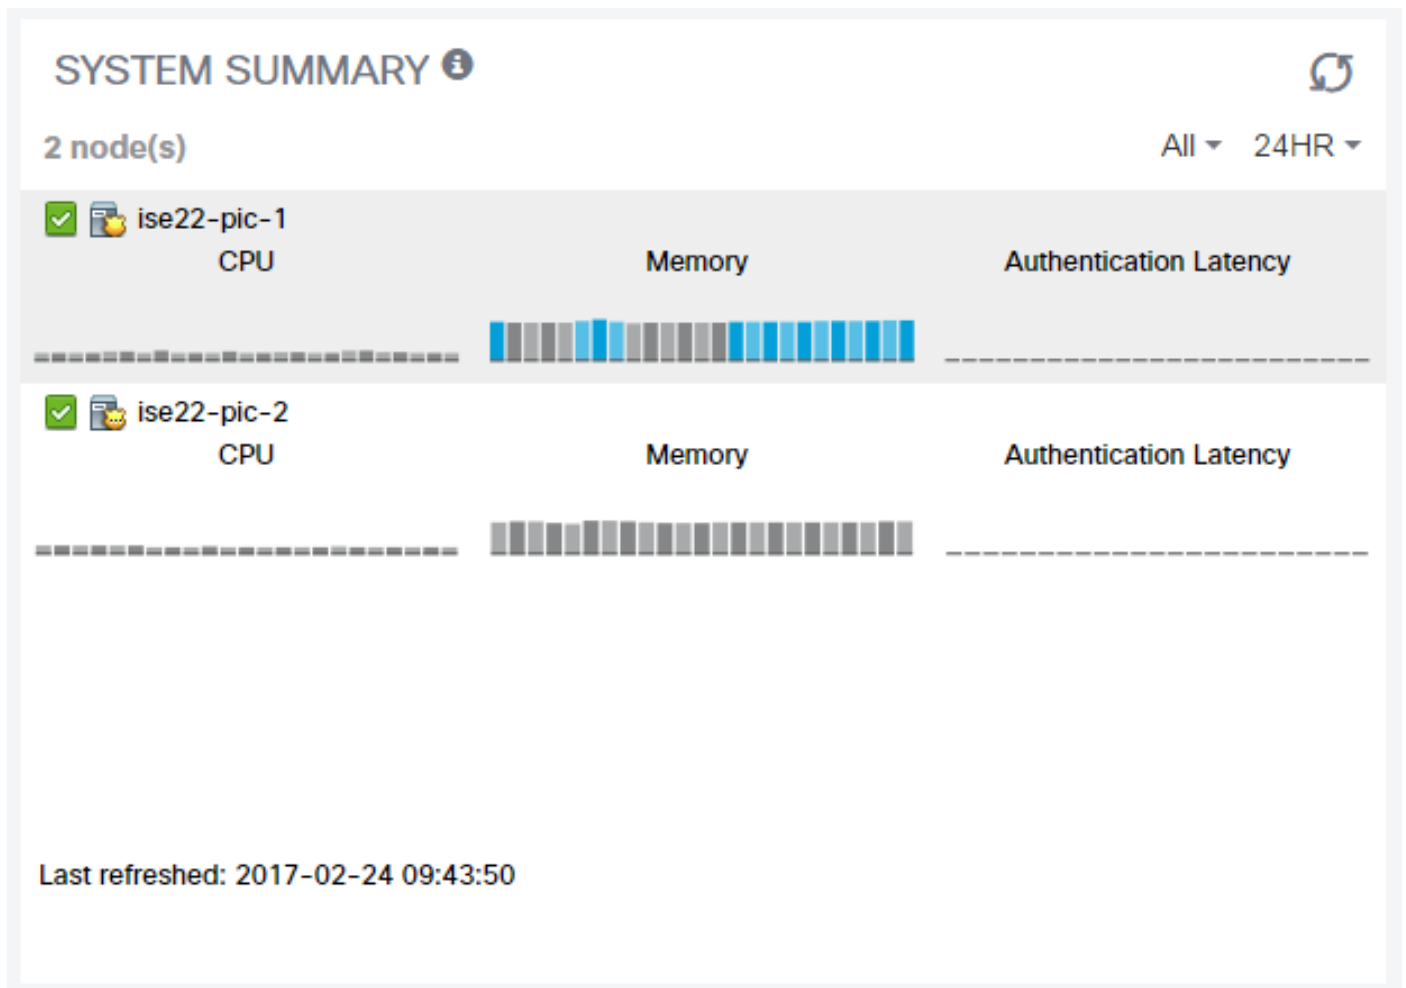 SYSTEM SUMMARY
2 node(s) All 24HR
ise22-pic-1
CPU Memory Authentication Latency
ise22-pic-2
CPU Memory Authentication Latency
Last refreshed: 2017-02-24 09:43:50